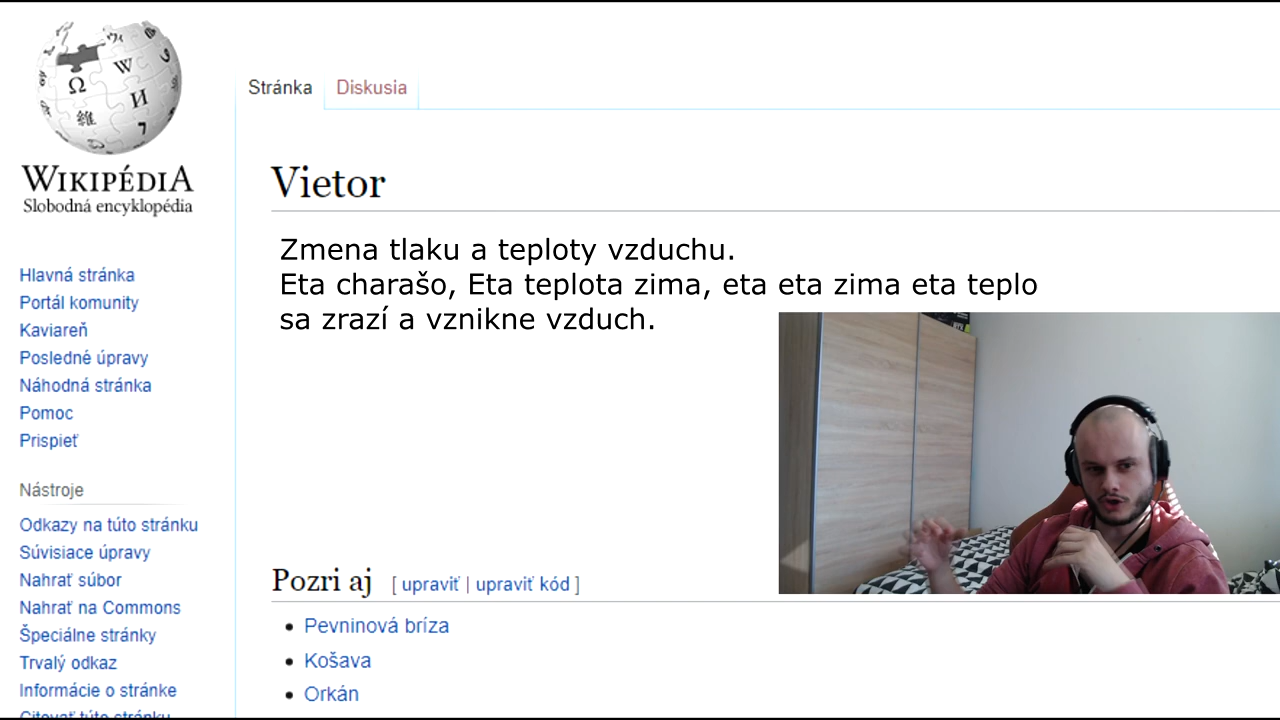 WIKIPÉDIA
Slobodná encyklopédia
Hlavná stránka
Portál komunity
Kaviareň
Posledné úpravy
Náhodná stránka
Pomoc
Prispieť
Nástroje
Odkazy na túto stránku
Súvisiace úpravy
Nahrať súbor
Nahrať na Commons
Špeciálne stránky
Trvalý odkaz
Informácie o stránke
Citovať túto stránku
Stránka Diskusia
Vietor
Zmena tlaku a teploty vzduchu.
Eta charašo, Eta teplota zima, eta eta zima eta teplo
sa zrazí a vznikne vzduch.
Pozri aj [ upraviť | upraviť kód ]
Pevninová bríza
Košava
Orkán